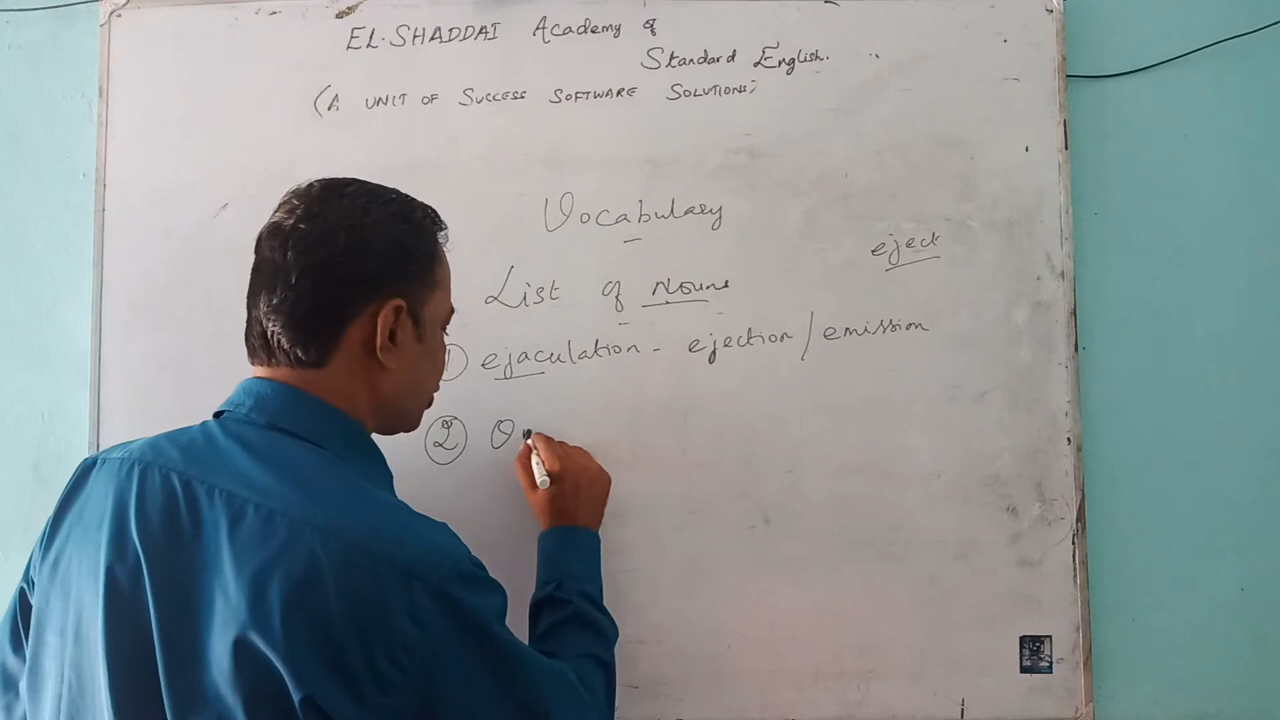 EL-SHADDAI Academy of
Standard English.
(A UNIT OF SUCCESS SOFTWARE SOLUTIONS)
Vocabulary
eject
List of Nouns
① ejaculation - ejection/emission
②